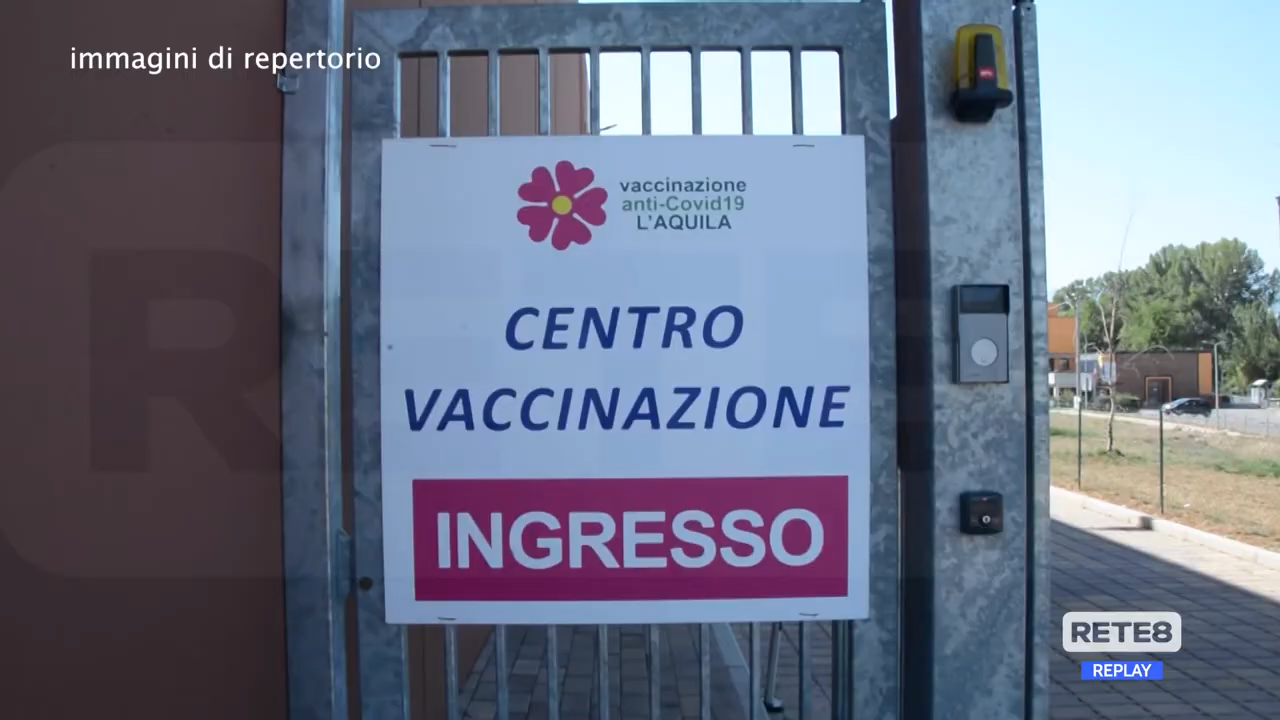 immagini di repertorio
vaccinazione
anti-Covid19
L'AQUILA
CENTRO
VACCINAZIONE
INGRESSO
RETE8
REPLAY